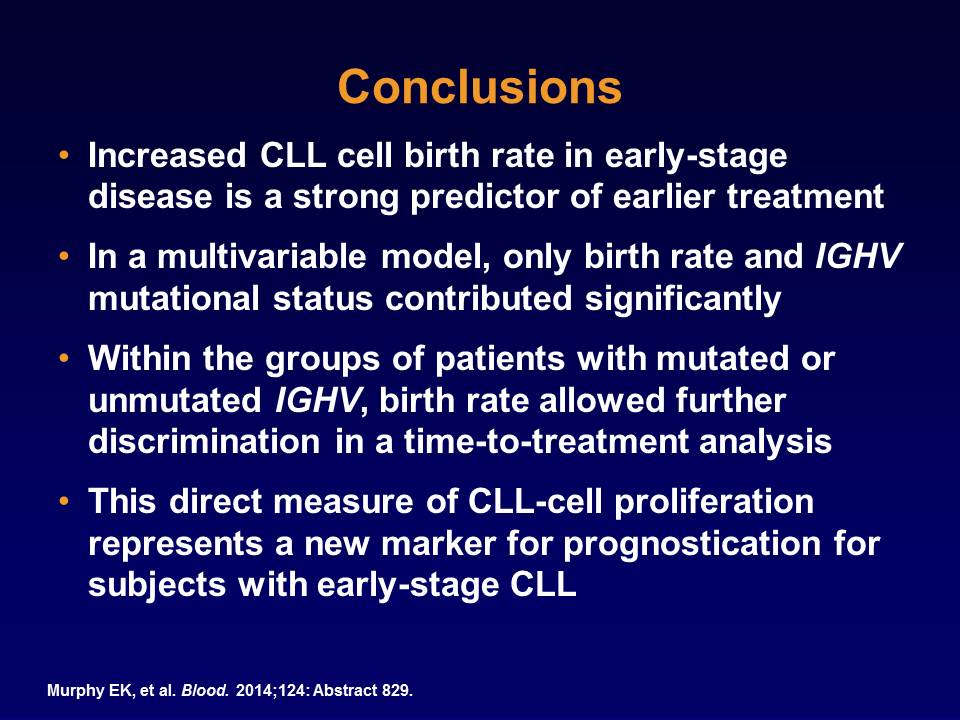 Conclusions
• Increased CLL cell birth rate in early-stage
disease is a strong predictor of earlier treatment
• In a multivariable model, only birth rate and IGHV
mutational status contributed significantly
• Within the groups of patients with mutated or
unmutated IGHV, birth rate allowed further
discrimination in a time-to-treatment analysis
• This direct measure of CLL-cell proliferation
represents a new marker for prognostication for
subjects with early-stage CLL
Murphy EK, et al. Blood. 2014;124: Abstract 829.